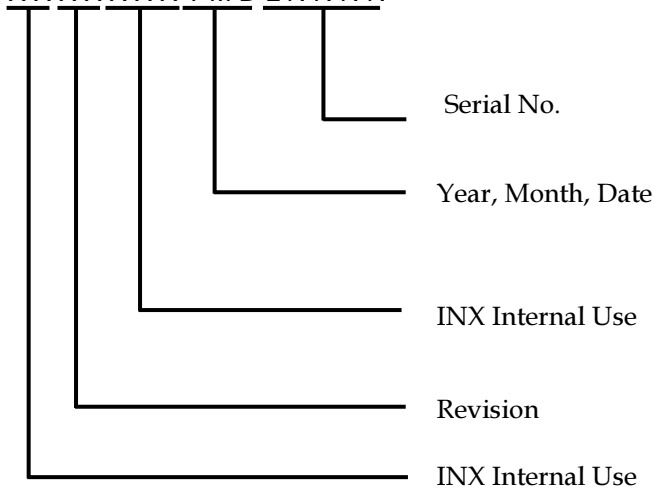 Serial No.
Year, Month, Date
INX Internal Use
Revision
INX Internal Use